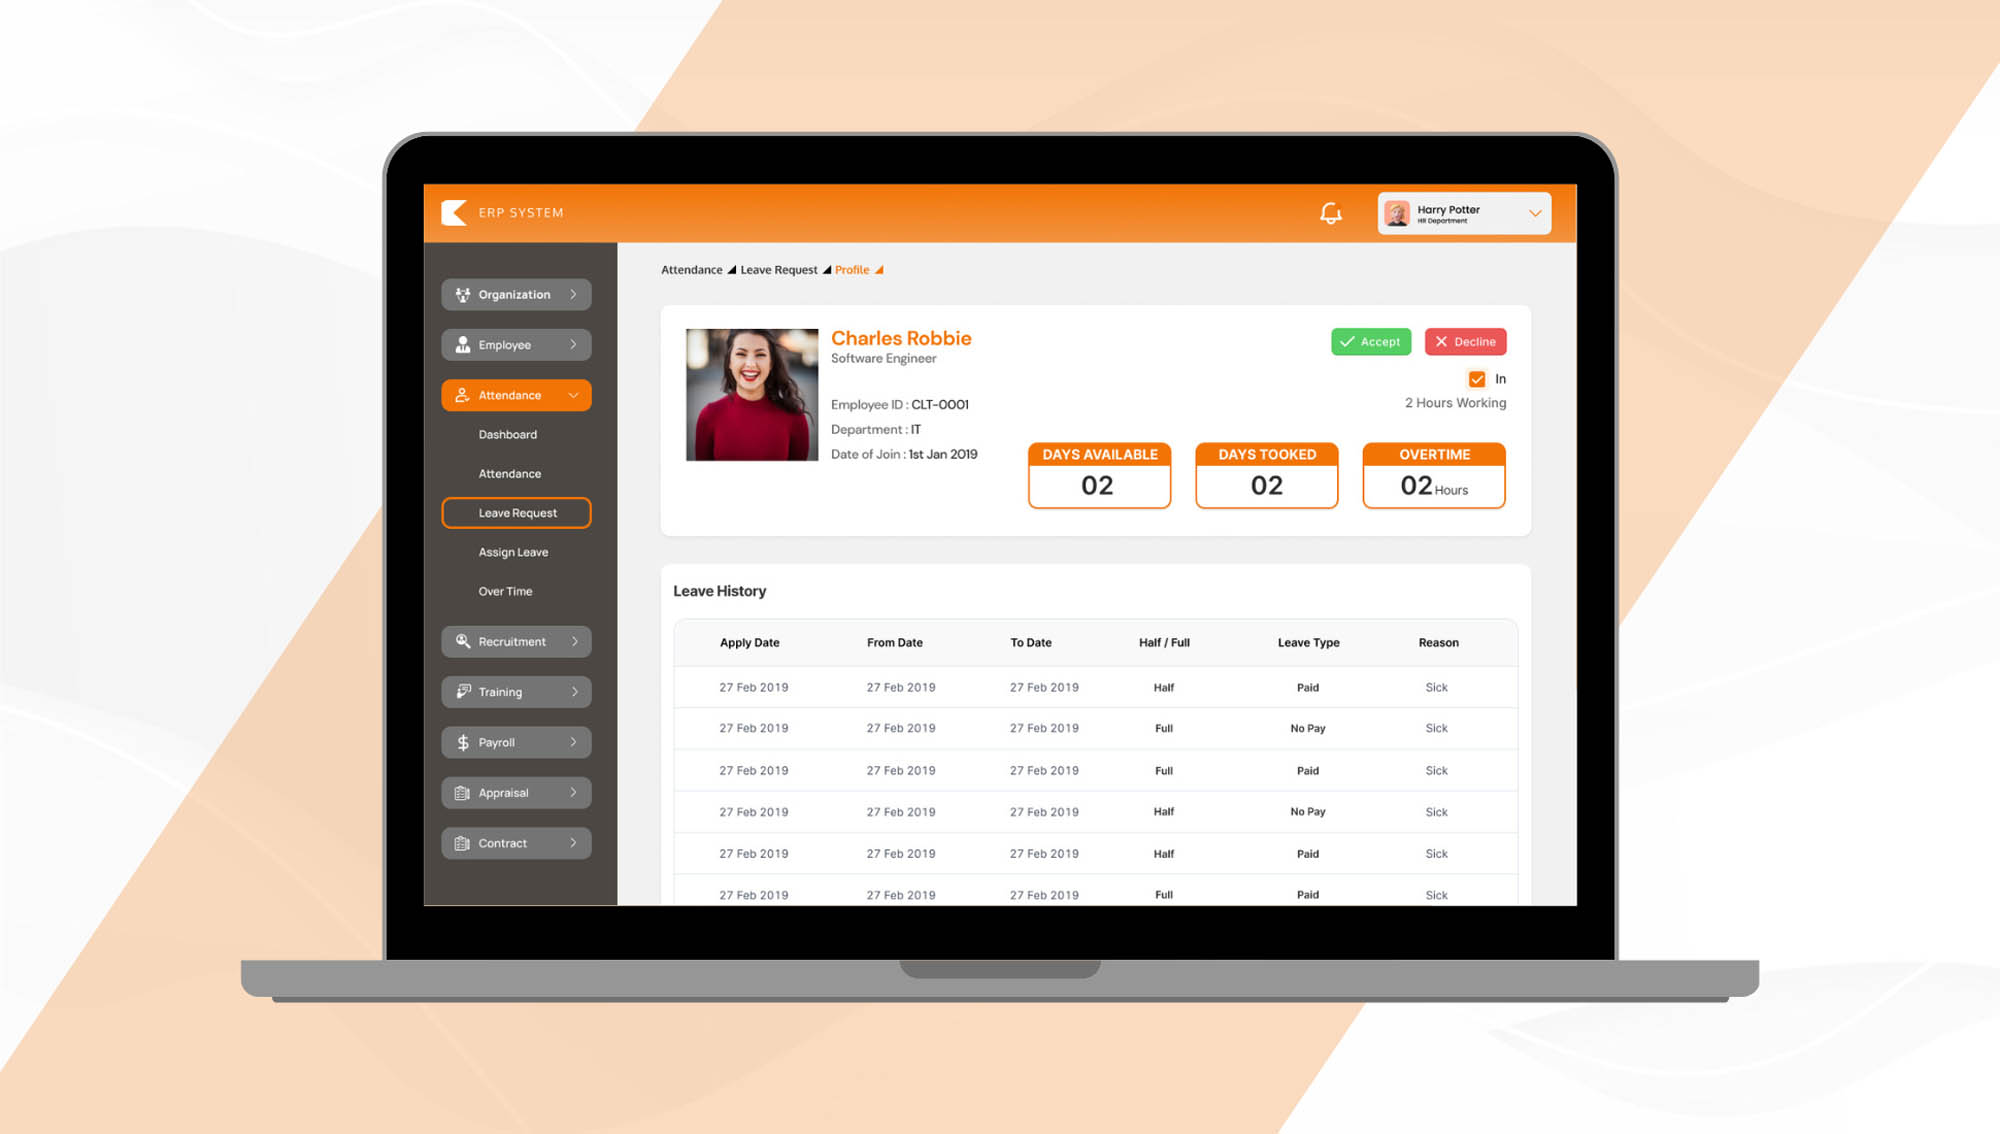 ERP SYSTEM
Harry Potter
HR Department
Organization
Employee
Attendance
Dashboard
Attendance
Leave Request
Assign Leave
Over Time
Recruitment
Training
Payroll
Appraisal
Contract
Attendance Leave Request Profile
Charles Robbie
Software Engineer
Employee ID : CLT-0001
Department : IT
Date of Join : 1st Jan 2019
Accept Decline
In
2 Hours Working
DAYS AVAILABLE
02
DAYS TOOKED
02
OVERTIME
02 Hours
Leave History
Apply Date From Date To Date Half / Full Leave Type Reason
27 Feb 2019 27 Feb 2019 27 Feb 2019 Half Paid Sick
27 Feb 2019 27 Feb 2019 27 Feb 2019 Full No Pay Sick
27 Feb 2019 27 Feb 2019 27 Feb 2019 Full Paid Sick
27 Feb 2019 27 Feb 2019 27 Feb 2019 Half No Pay Sick
27 Feb 2019 27 Feb 2019 27 Feb 2019 Half Paid Sick
27 Feb 2019 27 Feb 2019 27 Feb 2019 Full Paid Sick